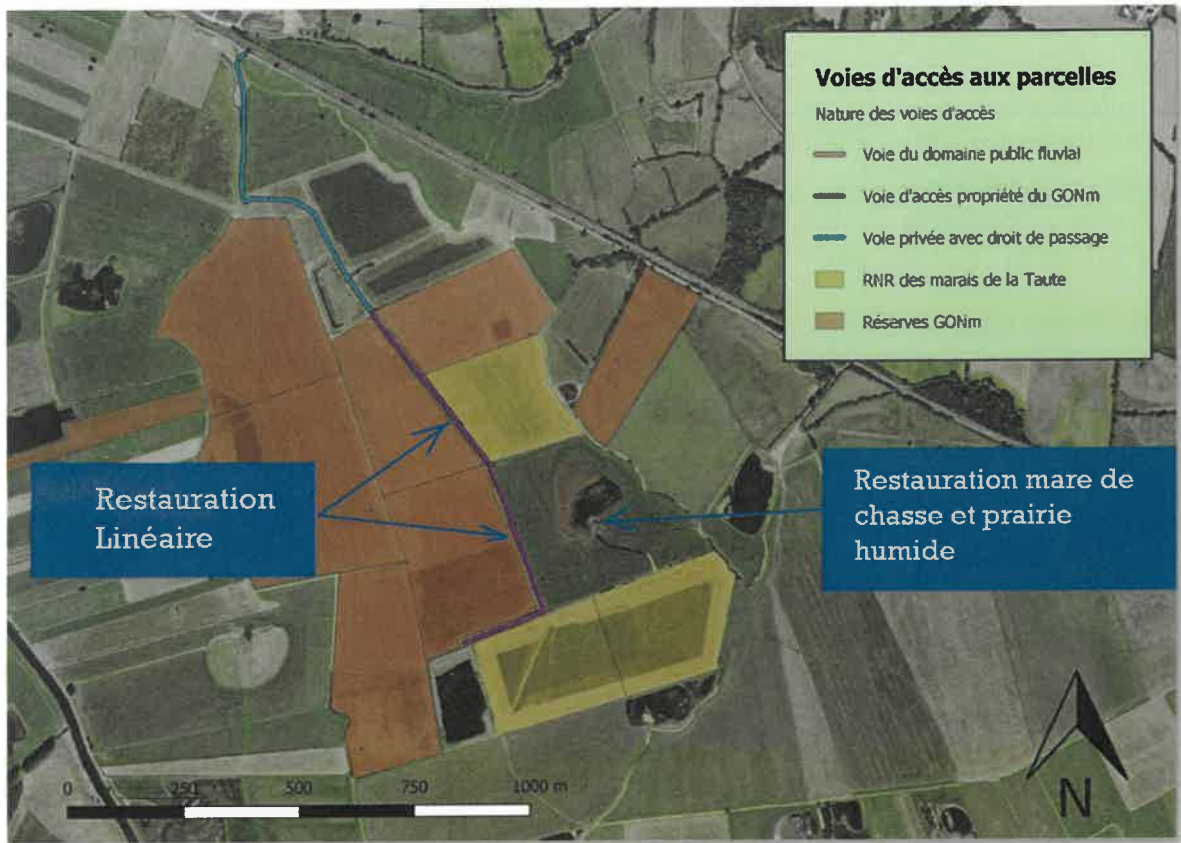 Voies d'accès aux parcelles
Nature des voies d'accès
Voie du domaine public fluvial
Voie d'accès propriété du GONm
Voie privée avec droit de passage
RNR des marais de la Taute
Réserves GONm
Restauration
Linéaire
Restauration mare de
chasse et prairie
humide
0 250 500 750 1000 m
N